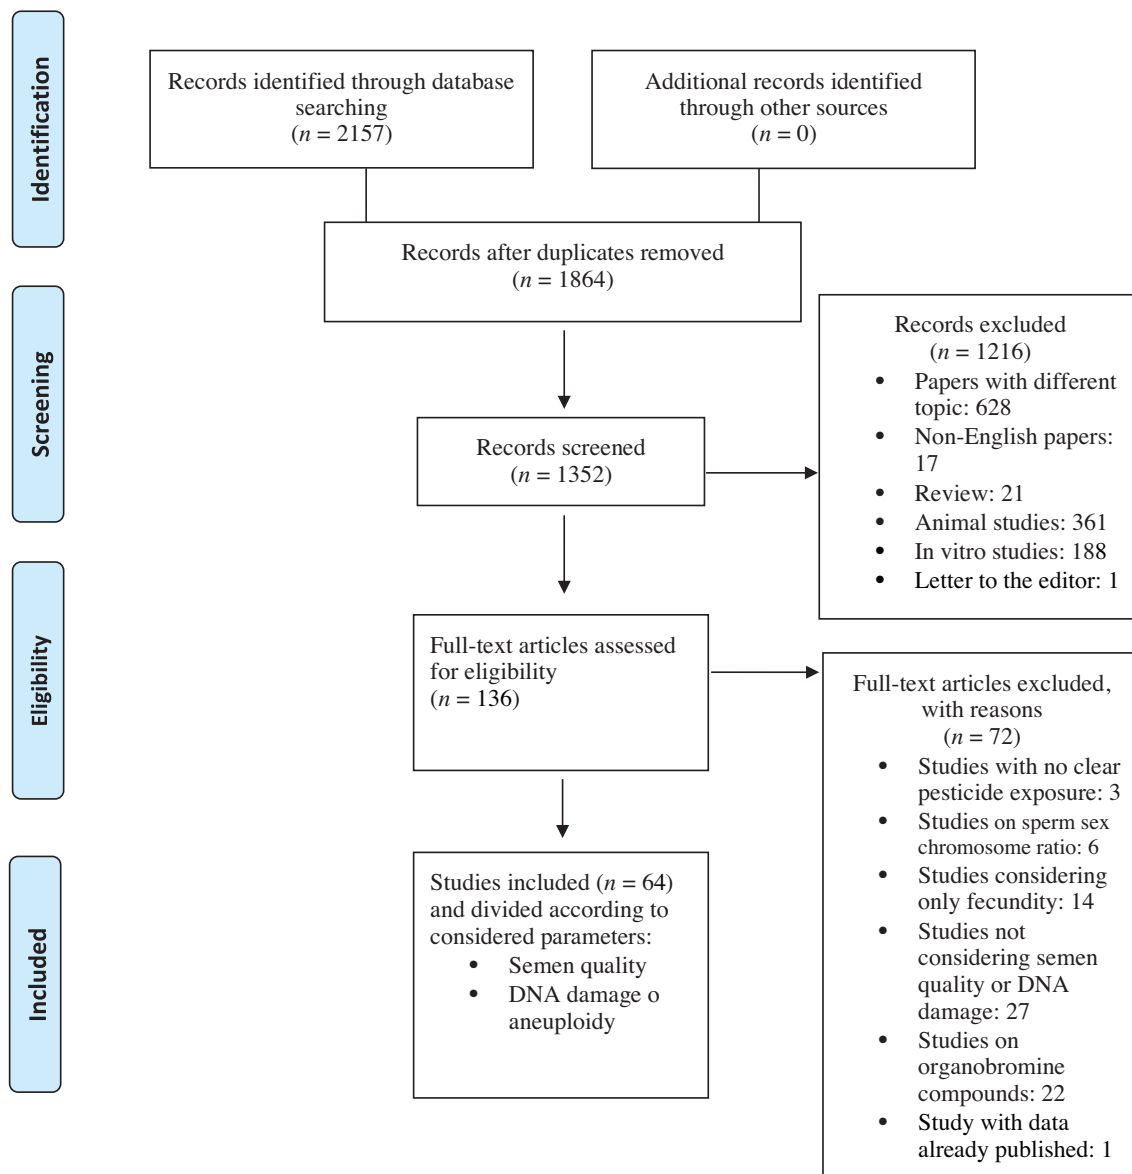 Identification
Records identified through database
searching
(n = 2157)
Additional records identified
through other sources
(n = 0)
Records after duplicates removed
(n = 1864)
Screening
Records screened
(n = 1352)
Records excluded
(n = 1216)
• Papers with different
topic: 628
• Non-English papers:
17
• Review: 21
• Animal studies: 361
• In vitro studies: 188
• Letter to the editor: 1
Eligibility
Full-text articles assessed
for eligibility
(n = 136)
Full-text articles excluded,
with reasons
(n = 72)
• Studies with no clear
pesticide exposure: 3
• Studies on sperm sex
chromosome ratio: 6
• Studies considering
only fecundity: 14
• Studies not
considering semen
quality or DNA
damage: 27
• Studies on
organobromine
compounds: 22
• Study with data
already published: 1
Included
Studies included (n = 64)
and divided according to
considered parameters:
• Semen quality
• DNA damage o
aneuploidy